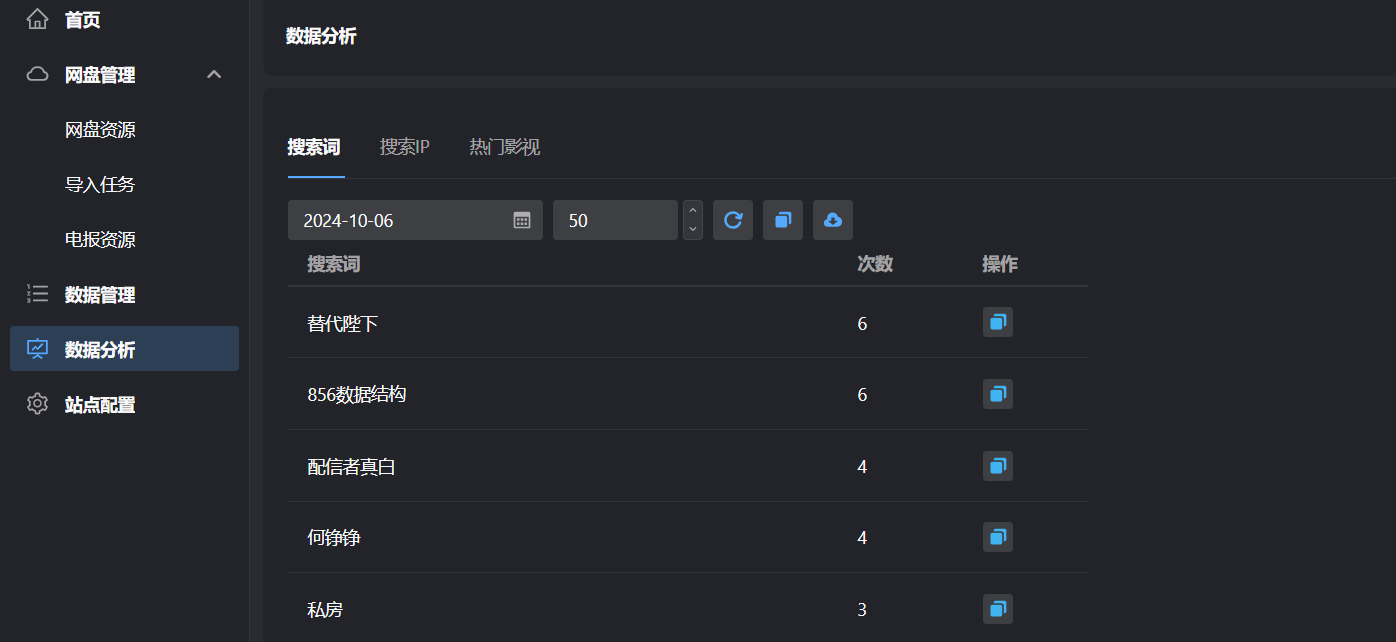 首页
网盘管理
网盘资源
导入任务
电报资源
数据管理
数据分析
站点配置
数据分析
搜索词 搜索IP 热门影视
2024-10-06 50
搜索词 次数 操作
替代陛下 6
856数据结构 6
配信者真白 4
何铮铮 4
私房 3